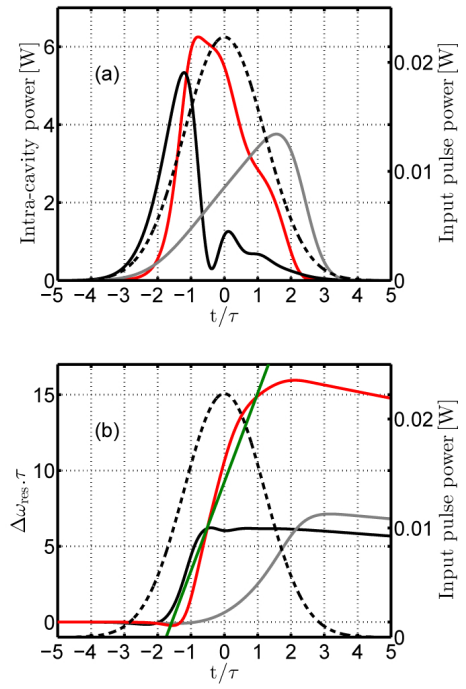 6
4
2
0
Intra-cavity power [W]
(a)
0.02
0.01
0
Input pulse power [W]
−5 −4 −3 −2 −1 0 1 2 3 4 5
t/τ
15
10
5
0
Δω_res.τ
(b)
0.02
0.01
0
Input pulse power [W]
−5 −4 −3 −2 −1 0 1 2 3 4 5
t/τ